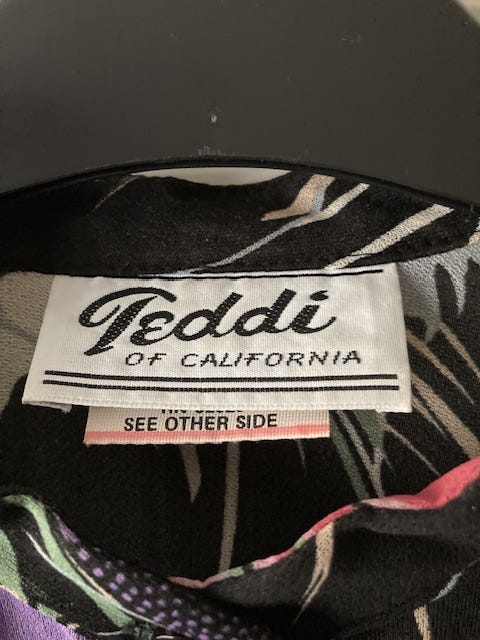 Teddi
OF CALIFORNIA
SEE OTHER SIDE